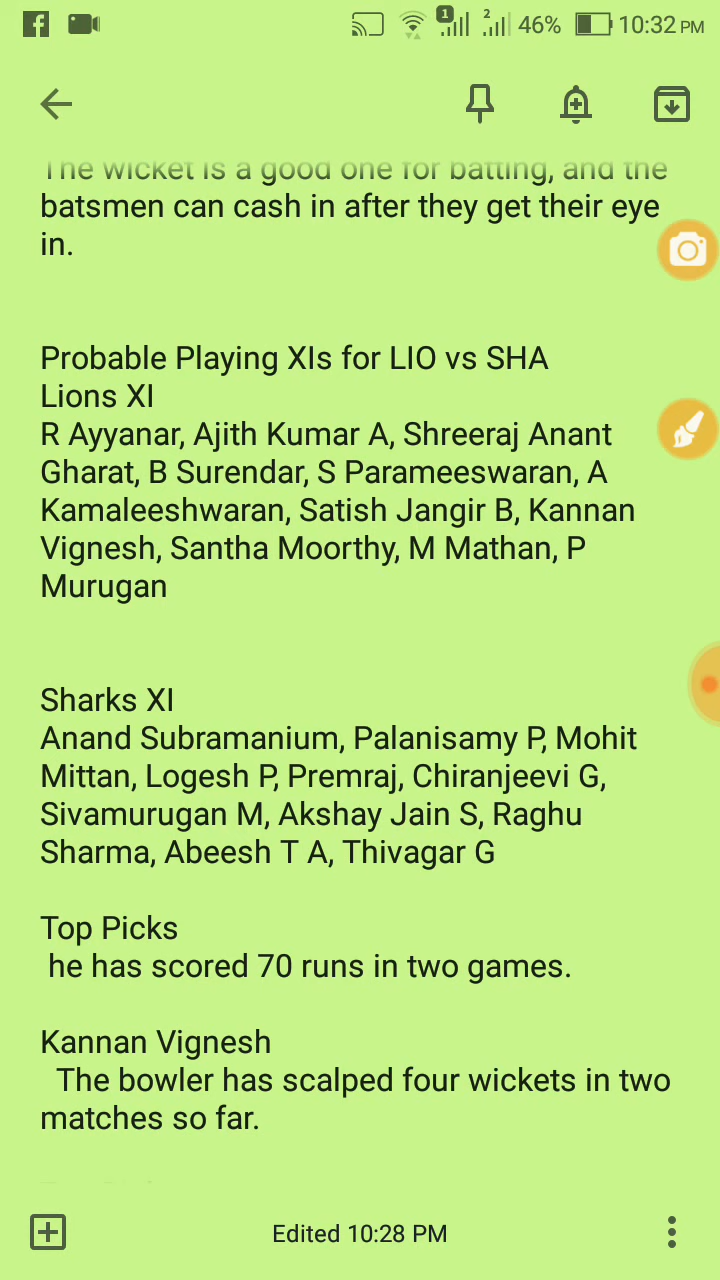 1 2 46% 10:32 PM
The wicket is a good one for batting, and the
batsmen can cash in after they get their eye
in.
Probable Playing XIs for LIO vs SHA
Lions XI
R Ayyanar, Ajith Kumar A, Shreeraj Anant
Gharat, B Surendar, S Parameeswaran, A
Kamaleeshwaran, Satish Jangir B, Kannan
Vignesh, Santha Moorthy, M Mathan, P
Murugan
Sharks XI
Anand Subramanium, Palanisamy P, Mohit
Mittan, Logesh P, Premraj, Chiranjeevi G,
Sivamurugan M, Akshay Jain S, Raghu
Sharma, Abeesh T A, Thivagar G
Top Picks
he has scored 70 runs in two games.
Kannan Vignesh
The bowler has scalped four wickets in two
matches so far.
Edited 10:28 PM